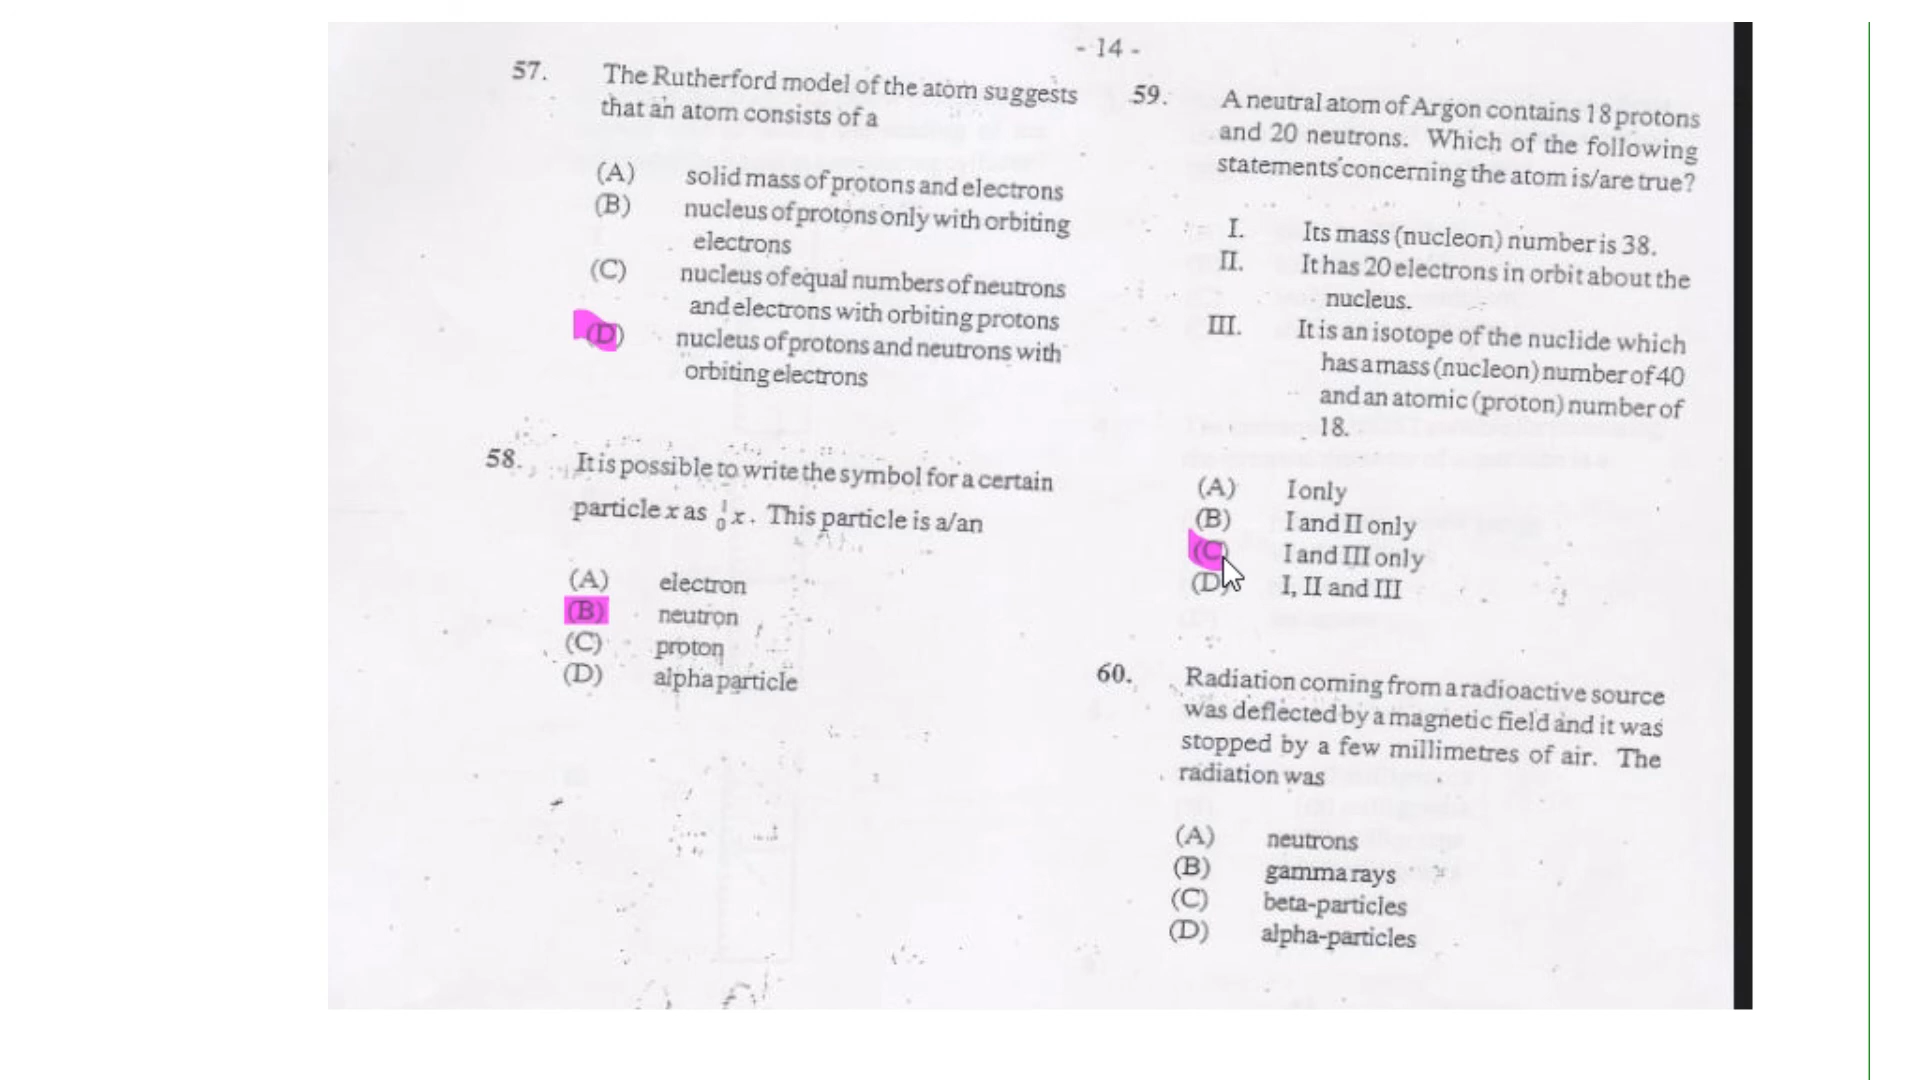 - 14 -
57. The Rutherford model of the atom suggests
that an atom consists of a
(A) solid mass of protons and electrons
(B) nucleus of protons only with orbiting
electrons
(C) nucleus of equal numbers of neutrons
and electrons with orbiting protons
(D) nucleus of protons and neutrons with
orbiting electrons
58. It is possible to write the symbol for a certain
particle x as ¹₀x. This particle is a/an
(A) electron
(B) neutron
(C) proton
(D) alpha particle
59. A neutral atom of Argon contains 18 protons
and 20 neutrons. Which of the following
statements concerning the atom is/are true?
I. Its mass (nucleon) number is 38.
II. It has 20 electrons in orbit about the
nucleus.
III. It is an isotope of the nuclide which
has a mass (nucleon) number of 40
and an atomic (proton) number of
18.
(A) I only
(B) I and II only
(C) I and III only
(D) I, II and III
60. Radiation coming from a radioactive source
was deflected by a magnetic field and it was
stopped by a few millimetres of air. The
radiation was
(A) neutrons
(B) gamma rays
(C) beta-particles
(D) alpha-particles